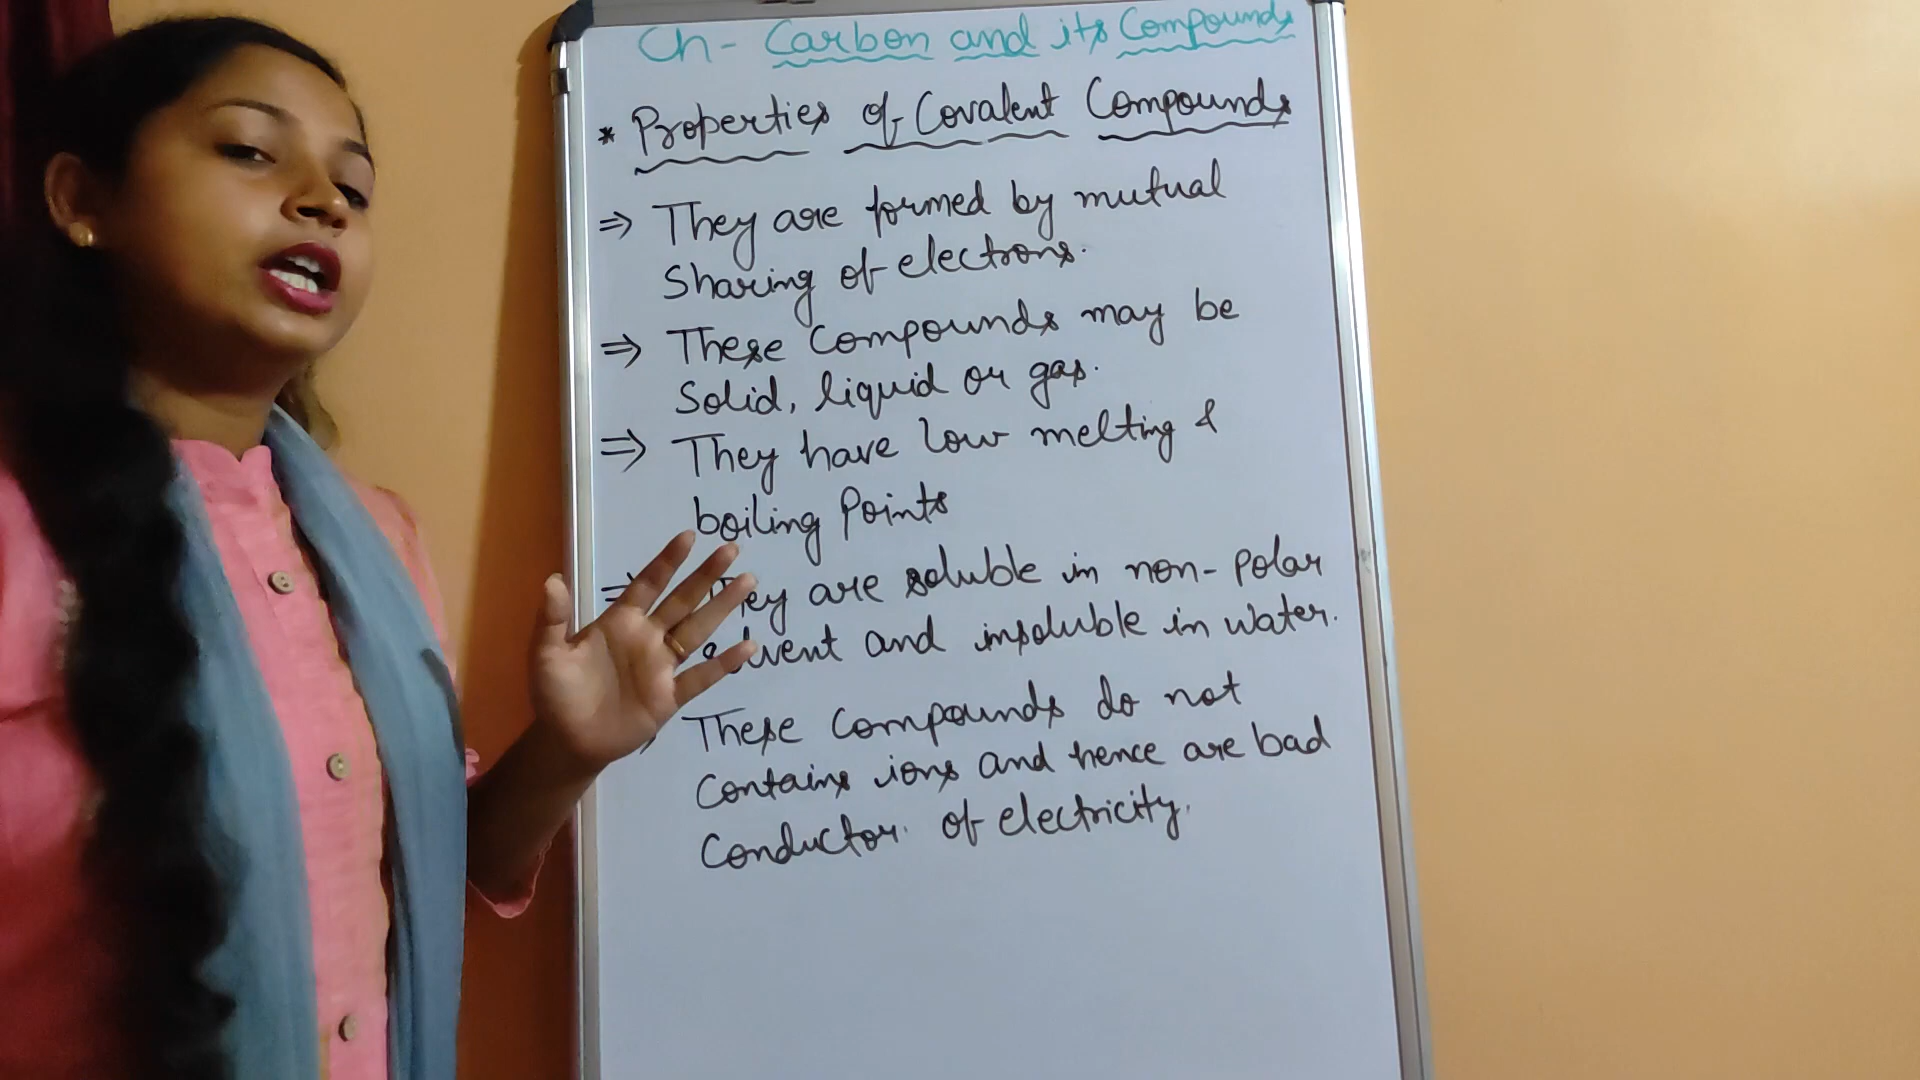 Ch - Carbon and its Compounds
* Properties of Covalent Compounds
⇒ They are formed by mutual
Sharing of electrons.
⇒ These Compounds may be
Solid, liquid or gas.
⇒ They have low melting &
boiling Points
⇒ They are soluble in non-polar
solvent and insoluble in water.
These Compounds do not
Contains ions and hence are bad
Conductor. of electricity.